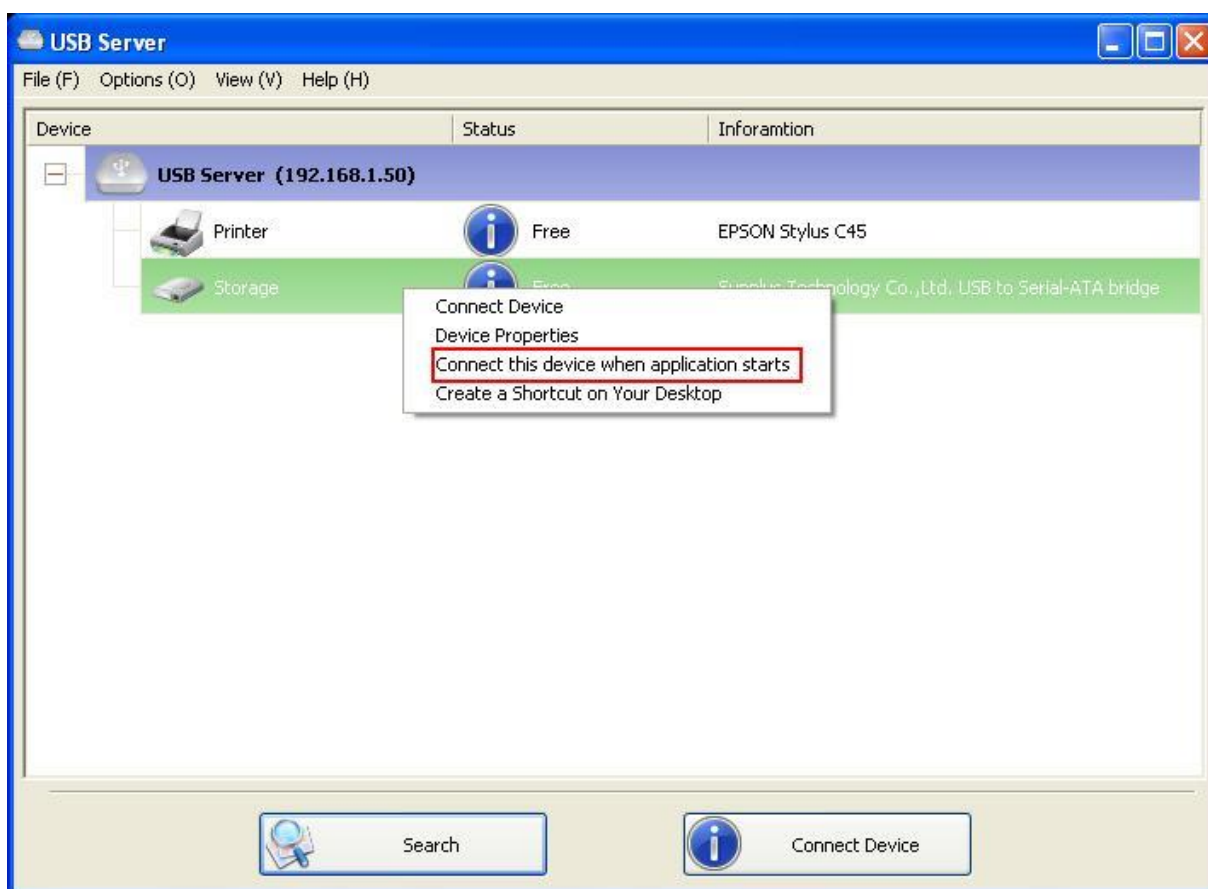 USB Server
File (F) Options (O) View (V) Help (H)
Device Status Inforamtion
USB Server (192.168.1.50)
Printer Free EPSON Stylus C45
Storage Free Sunplus Technology Co.,Ltd. USB to Serial-ATA bridge
Connect Device
Device Properties
Connect this device when application starts
Create a Shortcut on Your Desktop
Search Connect Device